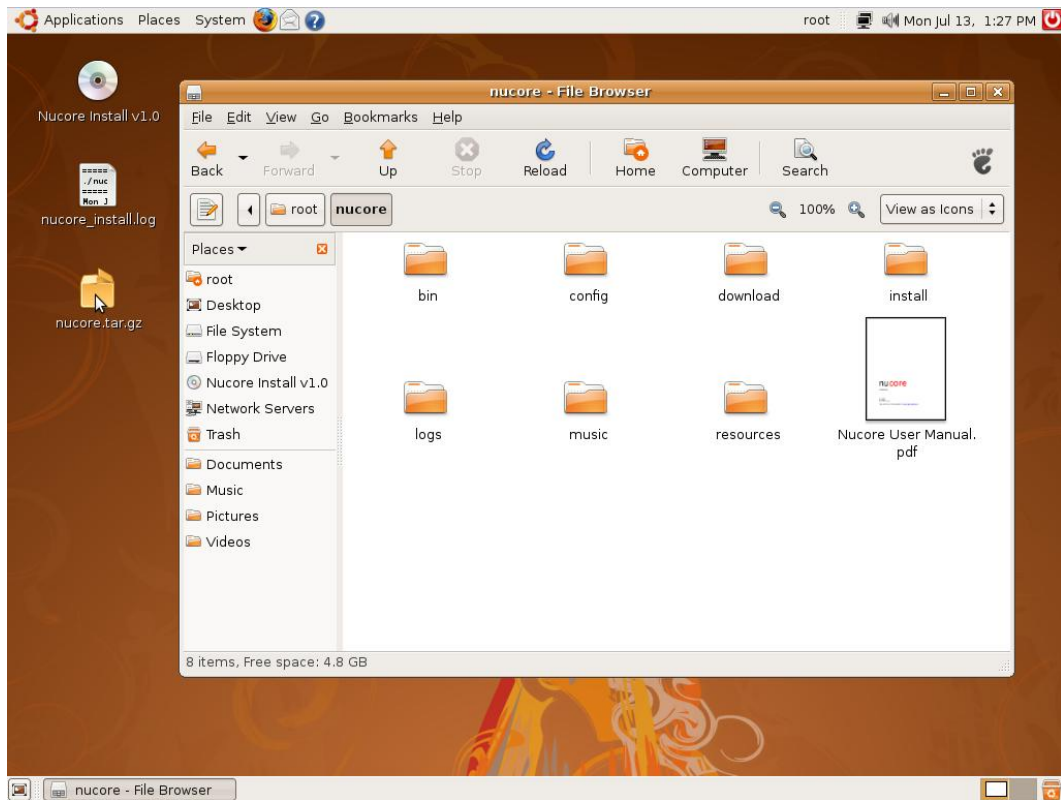 Applications Places System root Mon Jul 13, 1:27 PM
Nucore Install v1.0
./nuc
Mon J
nucore_install.log
nucore.tar.gz
nucore - File Browser
File Edit View Go Bookmarks Help
Back Forward Up Stop Reload Home Computer Search
root nucore 100% View as Icons
Places
root
Desktop
File System
Floppy Drive
Nucore Install v1.0
Network Servers
Trash
Documents
Music
Pictures
Videos
bin config download install
nucore
logs music resources Nucore User Manual.
pdf
8 items, Free space: 4.8 GB
nucore - File Browser